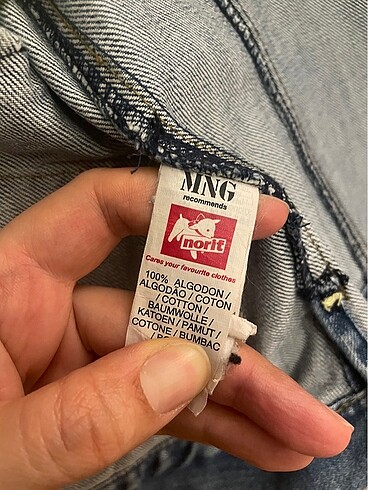 MNG
recommends
norit
Cares your favourite clothes
100% ALGODON /
ALGODÃO / COTON
/ COTTON /
BAUMWOLLE /
KATOEN / PAMUT /
COTONE / BUMBAC